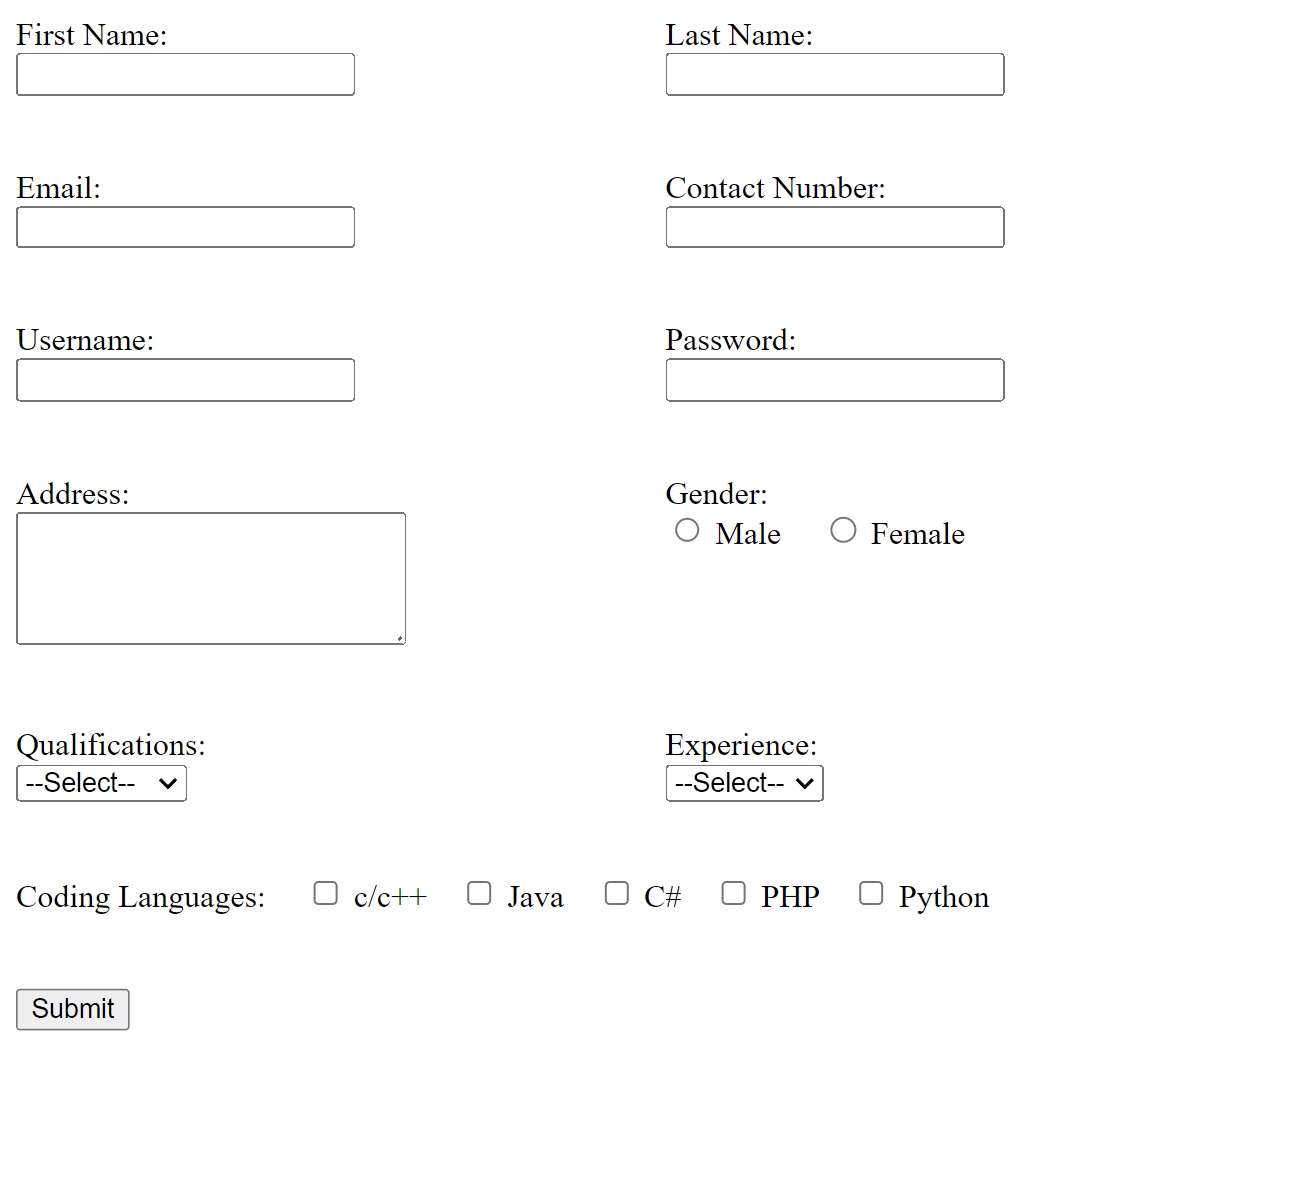 First Name: Last Name:
Email: Contact Number:
Username: Password:
Address: Gender:
Male Female
Qualifications: Experience:
--Select-- --Select--
Coding Languages: c/c++ Java C# PHP Python
Submit